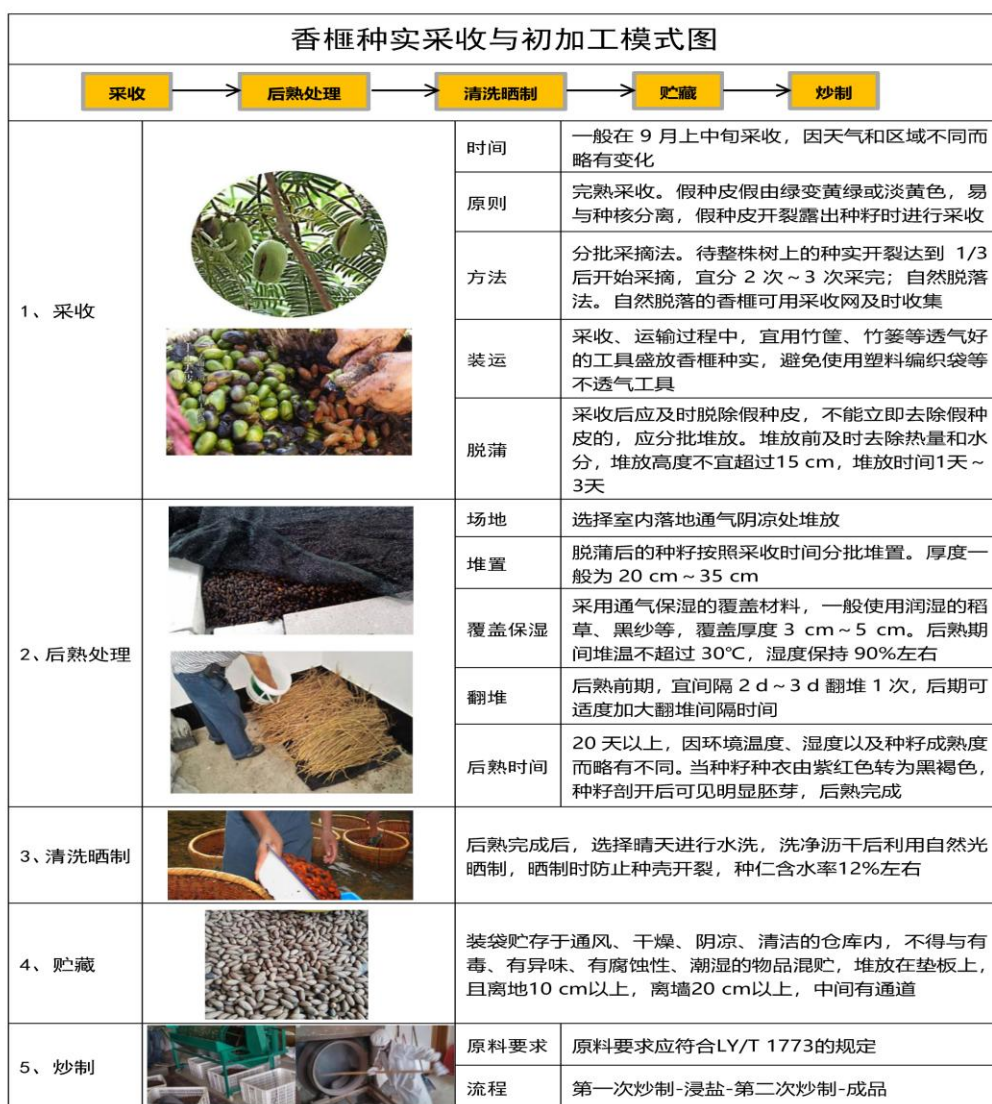 香榧种实采收与初加工模式图
采收
后熟处理
清洗晒制
贮藏
炒制
1、采收
时间
一般在 9 月上中旬采收，因天气和区域不同而
略有变化
原则
完熟采收。假种皮假由绿变黄绿或淡黄色，易
与种核分离，假种皮开裂露出种籽时进行采收
方法
分批采摘法。待整株树上的种实开裂达到 1/3
后开始采摘，宜分 2 次～3 次采完；自然脱落
法。自然脱落的香榧可用采收网及时收集
装运
采收、运输过程中，宜用竹筐、竹篓等透气好
的工具盛放香榧种实，避免使用塑料编织袋等
不透气工具
脱蒲
采收后应及时脱除假种皮，不能立即去除假种
皮的，应分批堆放。堆放前及时去除热量和水
分，堆放高度不宜超过15 cm，堆放时间1天～
3天
2、后熟处理
场地
选择室内落地通气阴凉处堆放
堆置
脱蒲后的种籽按照采收时间分批堆置。厚度一
般为 20 cm～35 cm
覆盖保湿
采用通气保湿的覆盖材料，一般使用润湿的稻
草、黑纱等，覆盖厚度 3 cm～5 cm。后熟期
间堆温不超过 30℃，湿度保持 90%左右
翻堆
后熟前期，宜间隔 2 d～3 d 翻堆 1 次，后期可
适度加大翻堆间隔时间
后熟时间
20 天以上，因环境温度、湿度以及种籽成熟度
而略有不同。当种籽种衣由紫红色转为黑褐色，
种籽剖开后可见明显胚芽，后熟完成
3、清洗晒制
后熟完成后，选择晴天进行水洗，洗净沥干后利用自然光
晒制，晒制时防止种壳开裂，种仁含水率12%左右
4、贮藏
装袋贮存于通风、干燥、阴凉、清洁的仓库内，不得与有
毒、有异味、有腐蚀性、潮湿的物品混贮，堆放在垫板上，
且离地10 cm以上，离墙20 cm以上，中间有通道
5、炒制
原料要求
原料要求应符合LY/T 1773的规定
流程
第一次炒制-浸盐-第二次炒制-成品